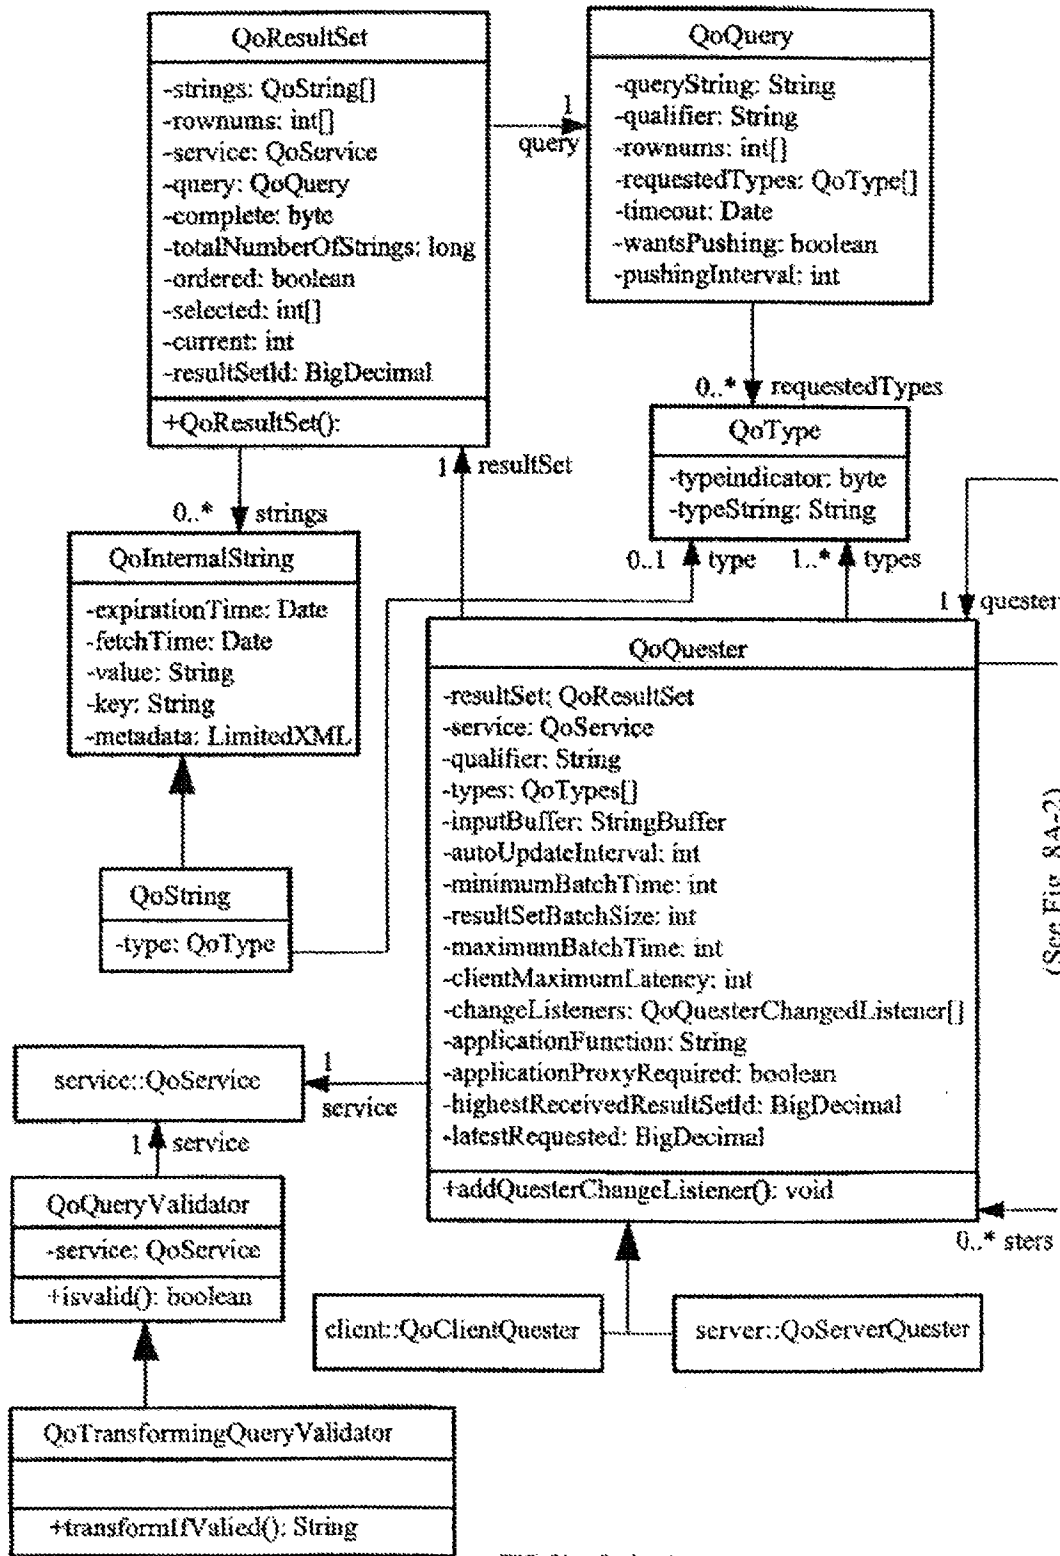 QoResultSet
-strings: QoString[]
-rownums: int[]
-service: QoService
-query: QoQuery
-complete: byte
-totalNumberOfStrings: long
-ordered: boolean
-selected: int[]
-current: int
-resultSetId: BigDecimal
+QoResultSet():
1
query
QoQuery
-queryString: String
-qualifier: String
-rownums: int[]
-requestedTypes: QoType[]
-timeout: Date
-wantsPushing: boolean
-pushingInterval: int
0..* requestedTypes
QoType
-typeindicator: byte
-typeString: String
0..1 type
1..* types
1 resultSet
0..* strings
QoInternalString
-expirationTime: Date
-fetchTime: Date
-value: String
-key: String
-metadata: LimitedXML
QoString
-type: QoType
1 quester
QoQuester
-resultSet: QoResultSet
-service: QoService
-qualifier: String
-types: QoTypes[]
-inputBuffer: StringBuffer
-autoUpdateInterval: int
-minimumBatchTime: int
-resultSetBatchSize: int
-maximumBatchTime: int
-clientMaximumLatency: int
-changeListeners: QoQuesterChangedListener[]
-applicationFunction: String
-applicationProxyRequired: boolean
-highestReceivedResultSetId: BigDecimal
-latestRequested: BigDecimal
+addQuesterChangeListener(): void
(See Fig. 8A-2)
0..* sters
service::QoService
1
service
1 service
QoQueryValidator
-service: QoService
+isvalid(): boolean
client::QoClientQuester
server::QoServerQuester
QoTransformingQueryValidator
+transformIfValied(): String